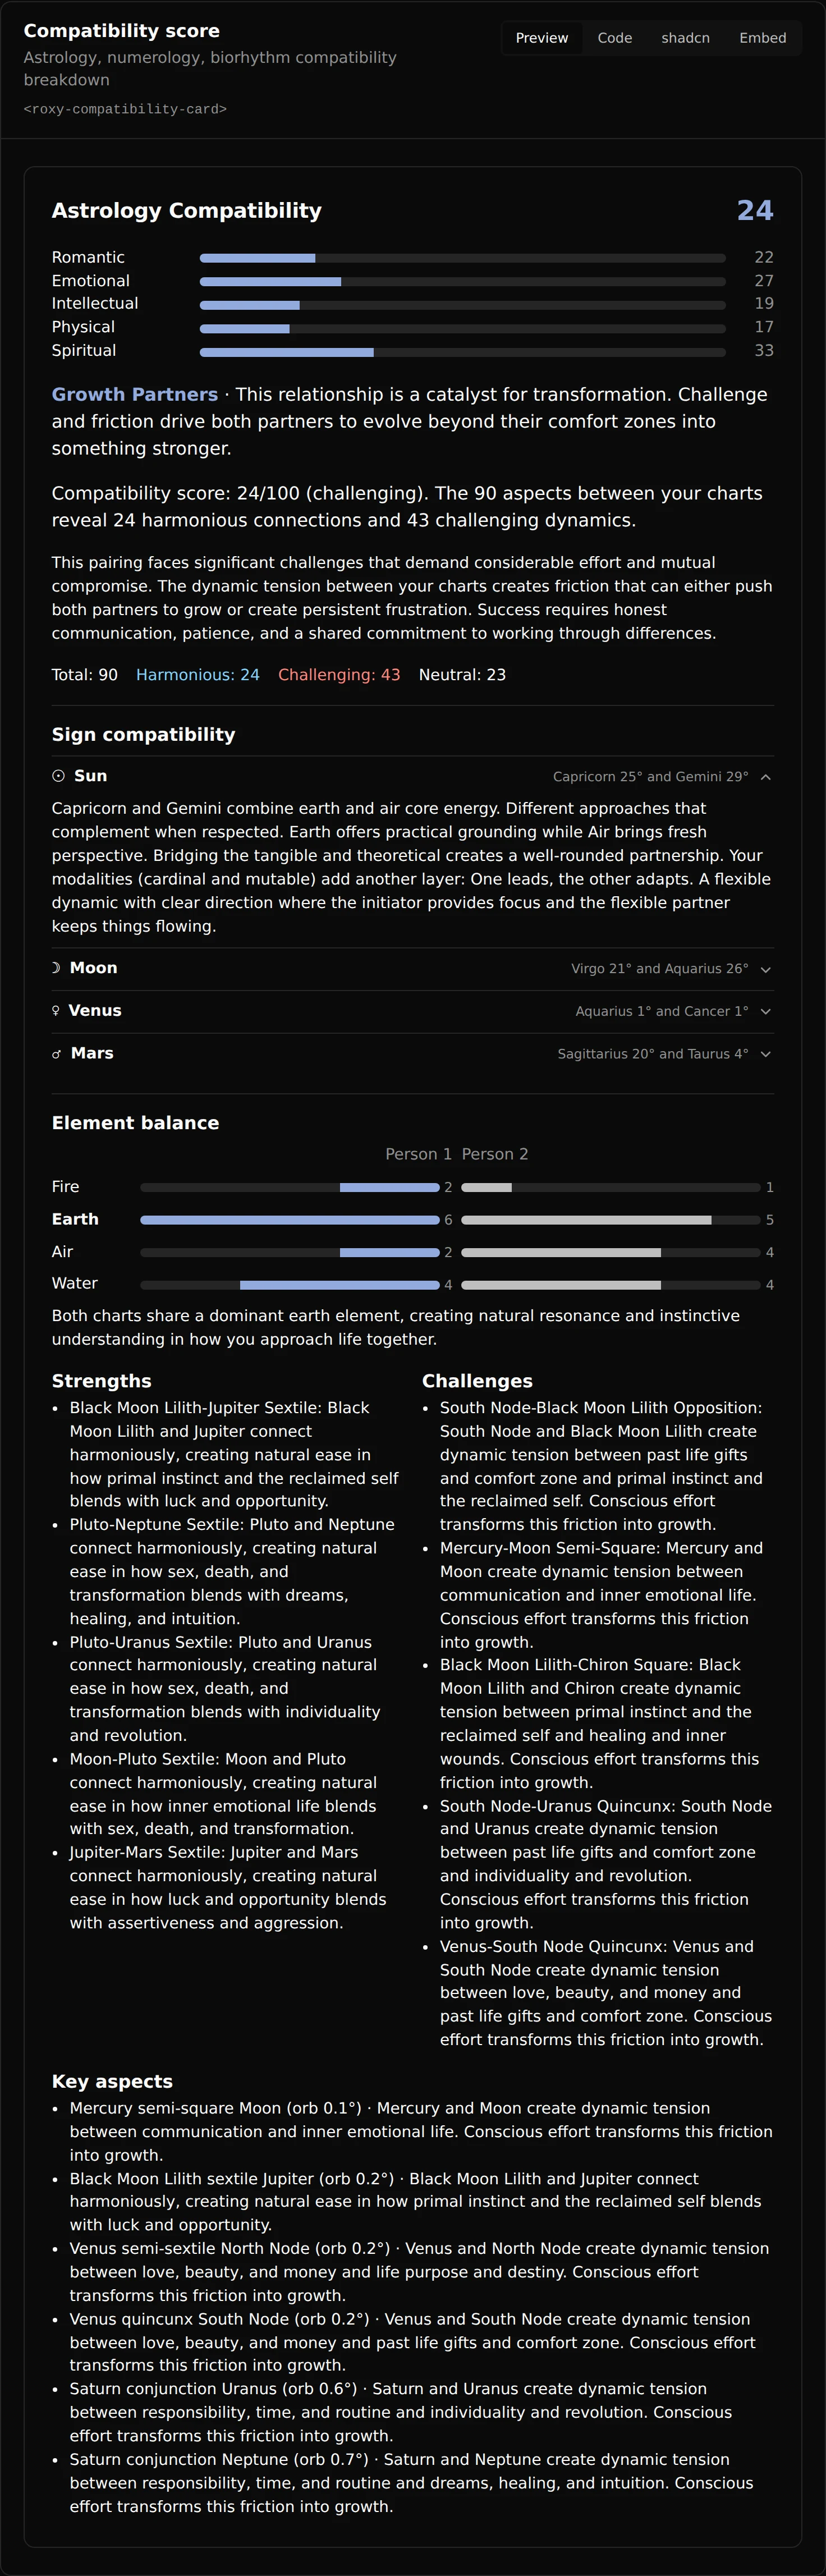 Compatibility score
Astrology, numerology, biorhythm compatibility
breakdown
<roxy-compatibility-card>
Preview Code shadcn Embed
Astrology Compatibility 24
Romantic 22
Emotional 27
Intellectual 19
Physical 17
Spiritual 33
Growth Partners · This relationship is a catalyst for transformation. Challenge
and friction drive both partners to evolve beyond their comfort zones into
something stronger.
Compatibility score: 24/100 (challenging). The 90 aspects between your charts
reveal 24 harmonious connections and 43 challenging dynamics.
This pairing faces significant challenges that demand considerable effort and mutual
compromise. The dynamic tension between your charts creates friction that can either push
both partners to grow or create persistent frustration. Success requires honest
communication, patience, and a shared commitment to working through differences.
Total: 90 Harmonious: 24 Challenging: 43 Neutral: 23
Sign compatibility
☉ Sun Capricorn 25° and Gemini 29°
Capricorn and Gemini combine earth and air core energy. Different approaches that
complement when respected. Earth offers practical grounding while Air brings fresh
perspective. Bridging the tangible and theoretical creates a well-rounded partnership. Your
modalities (cardinal and mutable) add another layer: One leads, the other adapts. A flexible
dynamic with clear direction where the initiator provides focus and the flexible partner
keeps things flowing.
☽ Moon Virgo 21° and Aquarius 26°
♀ Venus Aquarius 1° and Cancer 1°
♂ Mars Sagittarius 20° and Taurus 4°
Element balance
Person 1 Person 2
Fire 2 1
Earth 6 5
Air 2 4
Water 4 4
Both charts share a dominant earth element, creating natural resonance and instinctive
understanding in how you approach life together.
Strengths
• Black Moon Lilith-Jupiter Sextile: Black
Moon Lilith and Jupiter connect
harmoniously, creating natural ease in
how primal instinct and the reclaimed self
blends with luck and opportunity.
• Pluto-Neptune Sextile: Pluto and Neptune
connect harmoniously, creating natural
ease in how sex, death, and
transformation blends with dreams,
healing, and intuition.
• Pluto-Uranus Sextile: Pluto and Uranus
connect harmoniously, creating natural
ease in how sex, death, and
transformation blends with individuality
and revolution.
• Moon-Pluto Sextile: Moon and Pluto
connect harmoniously, creating natural
ease in how inner emotional life blends
with sex, death, and transformation.
• Jupiter-Mars Sextile: Jupiter and Mars
connect harmoniously, creating natural
ease in how luck and opportunity blends
with assertiveness and aggression.
Challenges
• South Node-Black Moon Lilith Opposition:
South Node and Black Moon Lilith create
dynamic tension between past life gifts
and comfort zone and primal instinct and
the reclaimed self. Conscious effort
transforms this friction into growth.
• Mercury-Moon Semi-Square: Mercury and
Moon create dynamic tension between
communication and inner emotional life.
Conscious effort transforms this friction
into growth.
• Black Moon Lilith-Chiron Square: Black
Moon Lilith and Chiron create dynamic
tension between primal instinct and the
reclaimed self and healing and inner
wounds. Conscious effort transforms this
friction into growth.
• South Node-Uranus Quincunx: South Node
and Uranus create dynamic tension
between past life gifts and comfort zone
and individuality and revolution.
Conscious effort transforms this friction
into growth.
• Venus-South Node Quincunx: Venus and
South Node create dynamic tension
between love, beauty, and money and
past life gifts and comfort zone. Conscious
effort transforms this friction into growth.
Key aspects
• Mercury semi-square Moon (orb 0.1°) · Mercury and Moon create dynamic tension
between communication and inner emotional life. Conscious effort transforms this friction
into growth.
• Black Moon Lilith sextile Jupiter (orb 0.2°) · Black Moon Lilith and Jupiter connect
harmoniously, creating natural ease in how primal instinct and the reclaimed self blends
with luck and opportunity.
• Venus semi-sextile North Node (orb 0.2°) · Venus and North Node create dynamic tension
between love, beauty, and money and life purpose and destiny. Conscious effort
transforms this friction into growth.
• Venus quincunx South Node (orb 0.2°) · Venus and South Node create dynamic tension
between love, beauty, and money and past life gifts and comfort zone. Conscious effort
transforms this friction into growth.
• Saturn conjunction Uranus (orb 0.6°) · Saturn and Uranus create dynamic tension
between responsibility, time, and routine and individuality and revolution. Conscious
effort transforms this friction into growth.
• Saturn conjunction Neptune (orb 0.7°) · Saturn and Neptune create dynamic tension
between responsibility, time, and routine and dreams, healing, and intuition. Conscious
effort transforms this friction into growth.